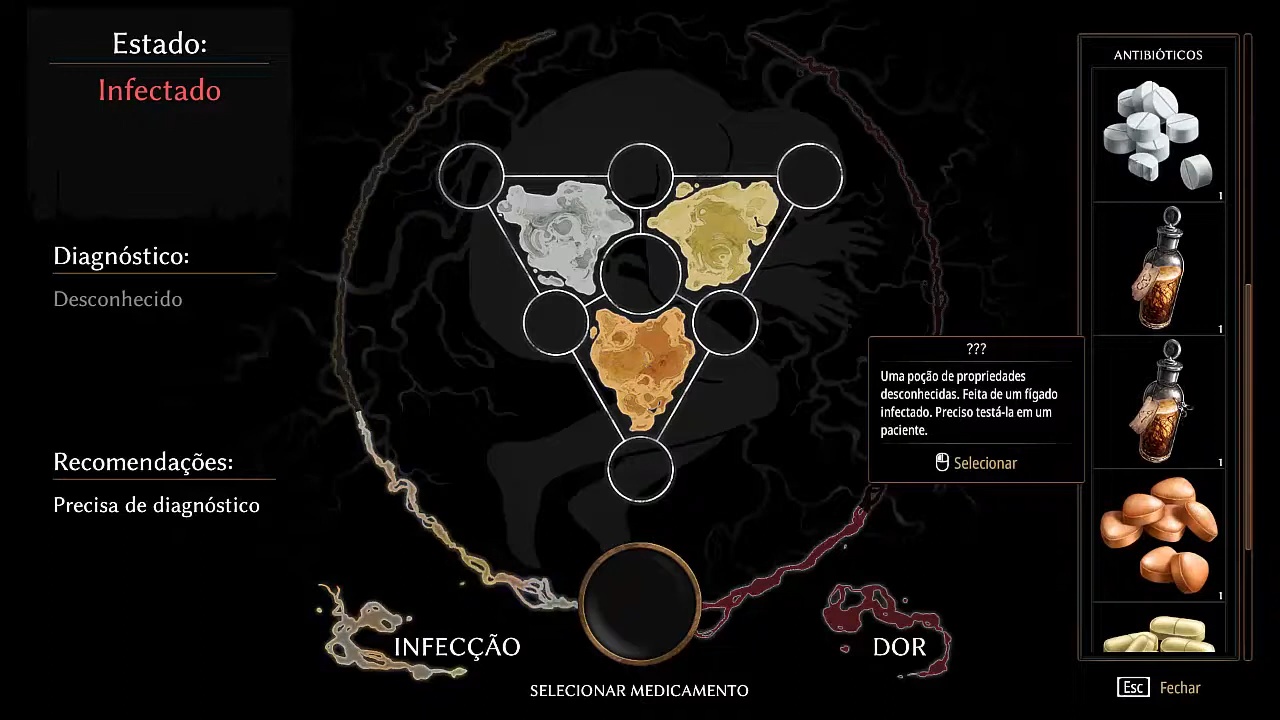 Estado:
Infectado
Diagnóstico:
Desconhecido
Recomendações:
Precisa de diagnóstico
INFECÇÃO
DOR
SELECIONAR MEDICAMENTO
ANTIBIÓTICOS
1
1
1
1
???
Uma poção de propriedades
desconhecidas. Feita de um fígado
infectado. Preciso testá-la em um
paciente.
Selecionar
Esc Fechar